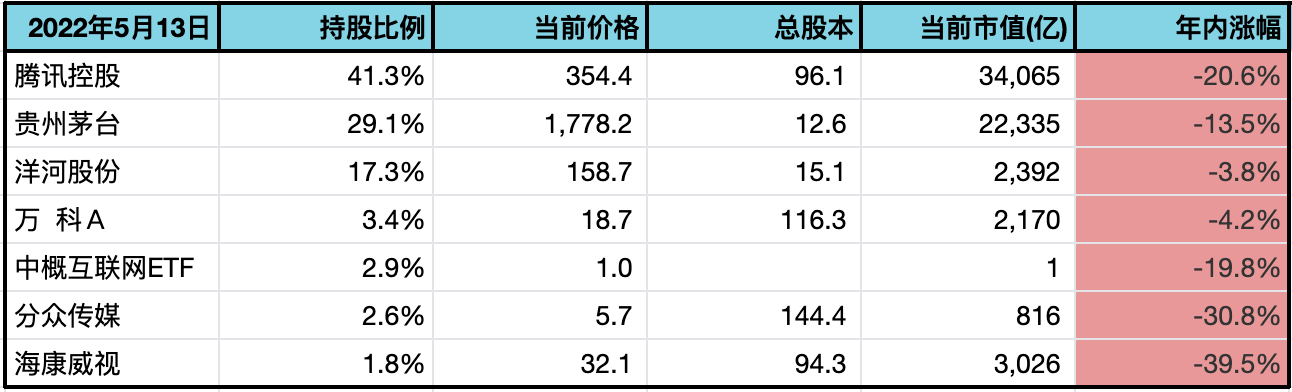 2022年5月13日 持股比例 当前价格 总股本 当前市值(亿) 年内涨幅
腾讯控股 41.3% 354.4 96.1 34,065 -20.6%
贵州茅台 29.1% 1,778.2 12.6 22,335 -13.5%
洋河股份 17.3% 158.7 15.1 2,392 -3.8%
万 科A 3.4% 18.7 116.3 2,170 -4.2%
中概互联网ETF 2.9% 1.0 1 -19.8%
分众传媒 2.6% 5.7 144.4 816 -30.8%
海康威视 1.8% 32.1 94.3 3,026 -39.5%